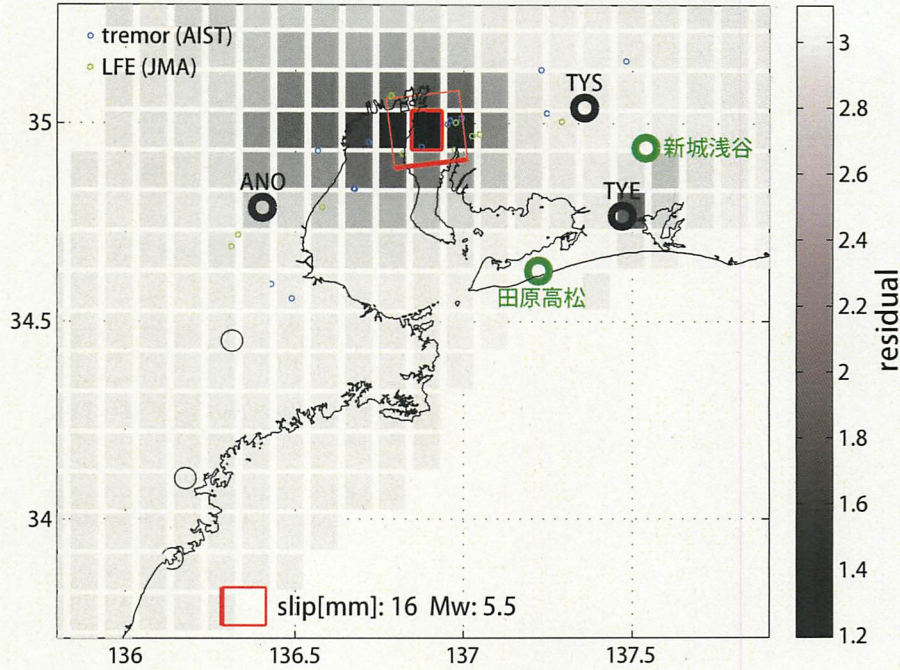 tremor (AIST)
LFE (JMA)
TYS
新城浅谷
ANO
TYE
田原高松
slip[mm]: 16 Mw: 5.5
35
34.5
34
136
136.5
137
137.5
3
2.8
2.6
2.4
2.2
2
1.8
1.6
1.4
1.2
residual